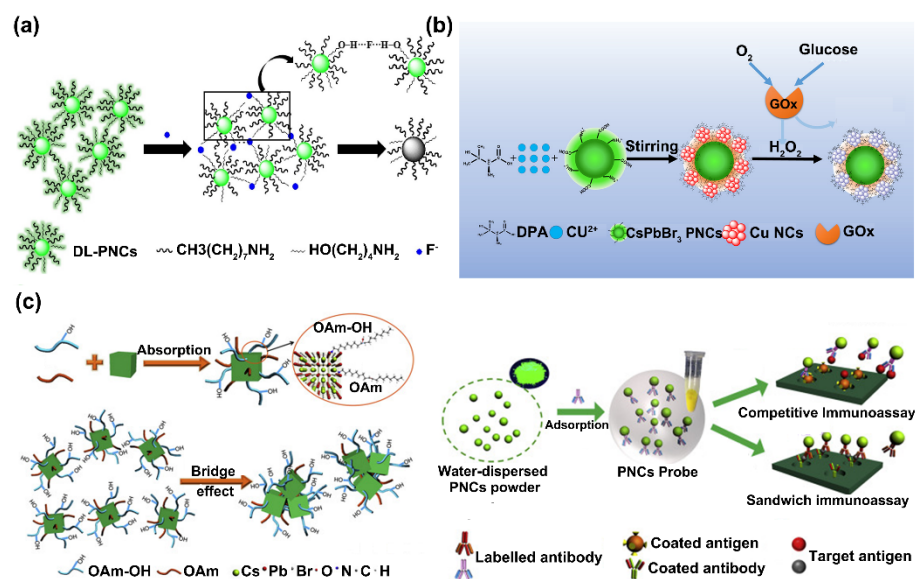 (a)
O-H···F···H-O
F⁻
DL-PNCs
CH3(CH₂)₇NH₂
HO(CH₂)₄NH₂
F⁻
(b)
O₂
Glucose
GOx
Stirring
H₂O₂
DPA
CU²⁺
CsPbBr₃ PNCs
Cu NCs
GOx
(c)
Absorption
OAm-OH
OAm
Bridge
effect
OAm-OH
OAm
Cs
Pb
Br
O
N
C
H
Adsorption
Water-dispersed
PNCs powder
PNCs Probe
Competitive Immunoassay
Sandwich immunoassay
Labelled antibody
Coated antigen
Coated antibody
Target antigen